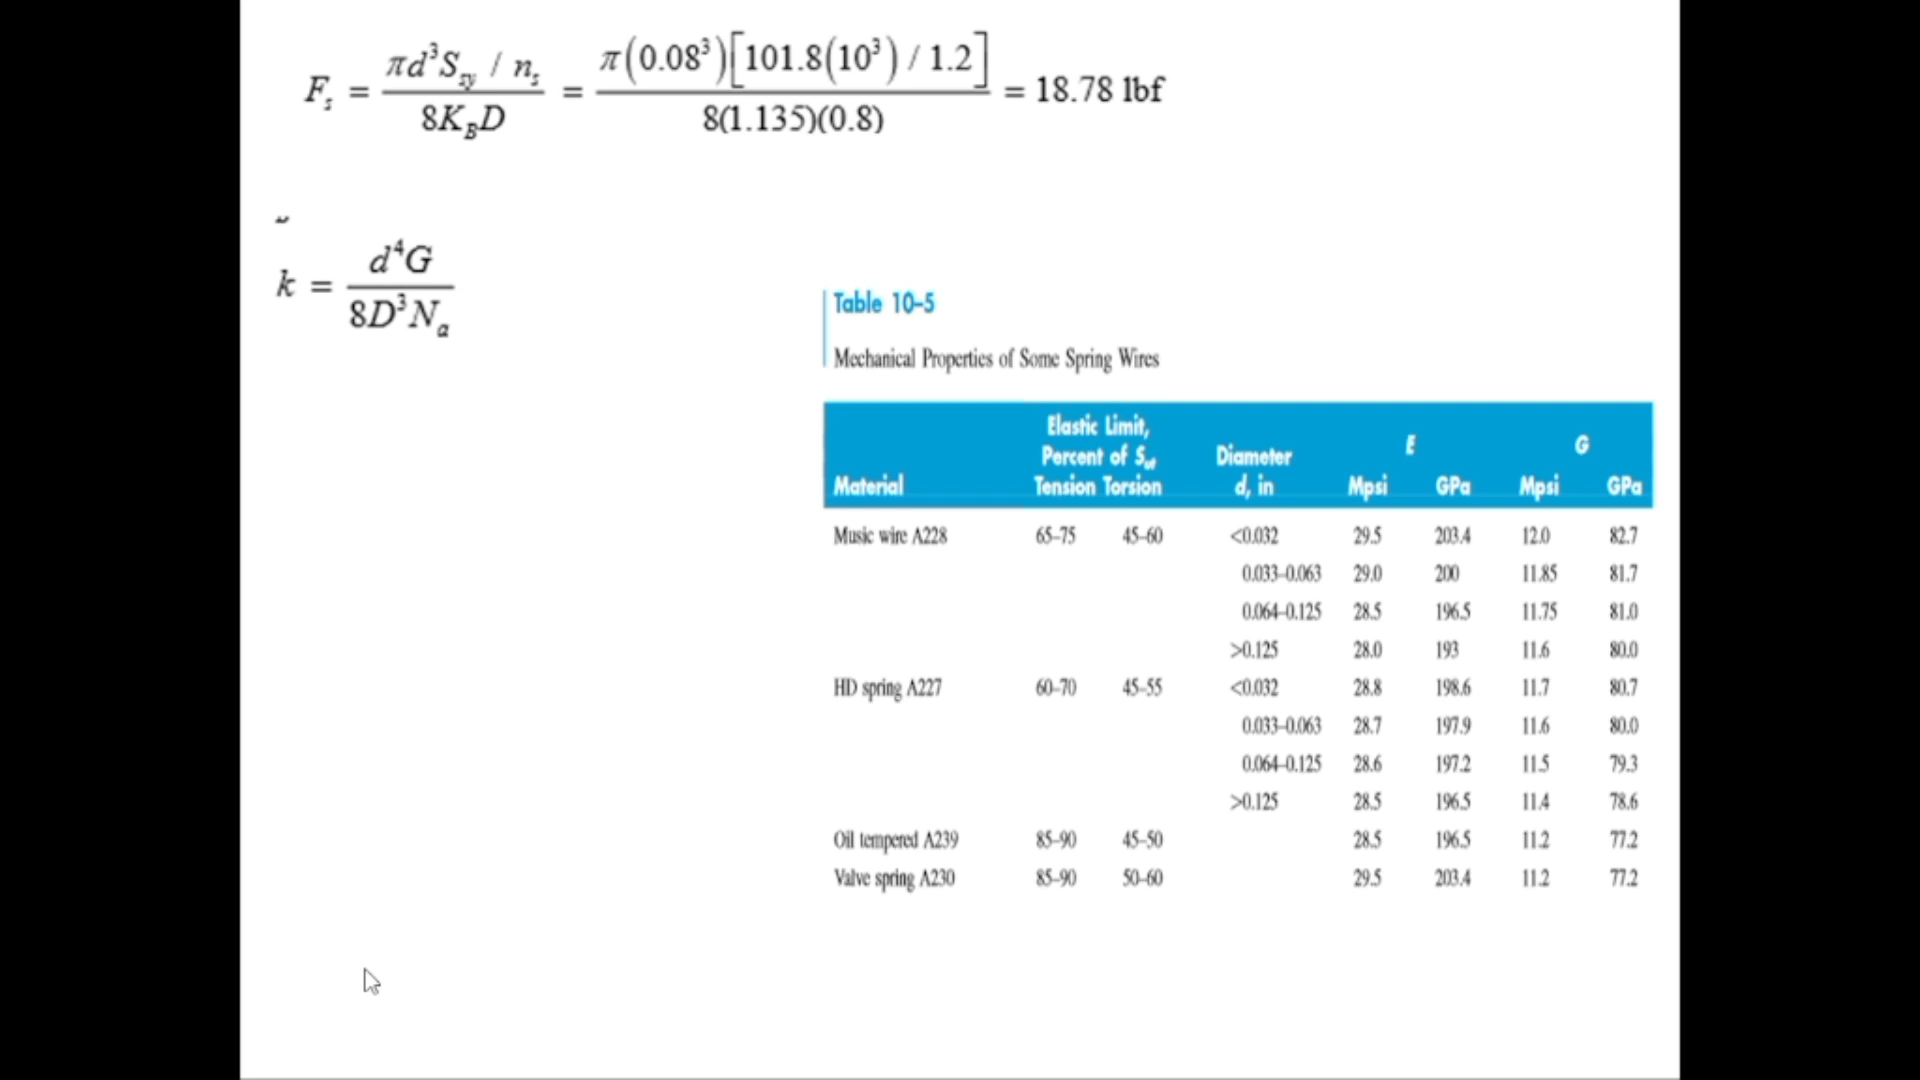 F_s = πd³S_sy / n_s / 8K_BD = π(0.08³)[101.8(10³) / 1.2] / 8(1.135)(0.8) = 18.78 lbf
k = d⁴G / 8D³N_a
Table 10–5
Mechanical Properties of Some Spring Wires
Elastic Limit,
Percent of S_ut Diameter E G
Material Tension Torsion d, in Mpsi GPa Mpsi GPa
Music wire A228 65–75 45–60 <0.032 29.5 203.4 12.0 82.7
0.033–0.063 29.0 200 11.85 81.7
0.064–0.125 28.5 196.5 11.75 81.0
>0.125 28.0 193 11.6 80.0
HD spring A227 60–70 45–55 <0.032 28.8 198.6 11.7 80.7
0.033–0.063 28.7 197.9 11.6 80.0
0.064–0.125 28.6 197.2 11.5 79.3
>0.125 28.5 196.5 11.4 78.6
Oil tempered A239 85–90 45–50 28.5 196.5 11.2 77.2
Valve spring A230 85–90 50–60 29.5 203.4 11.2 77.2